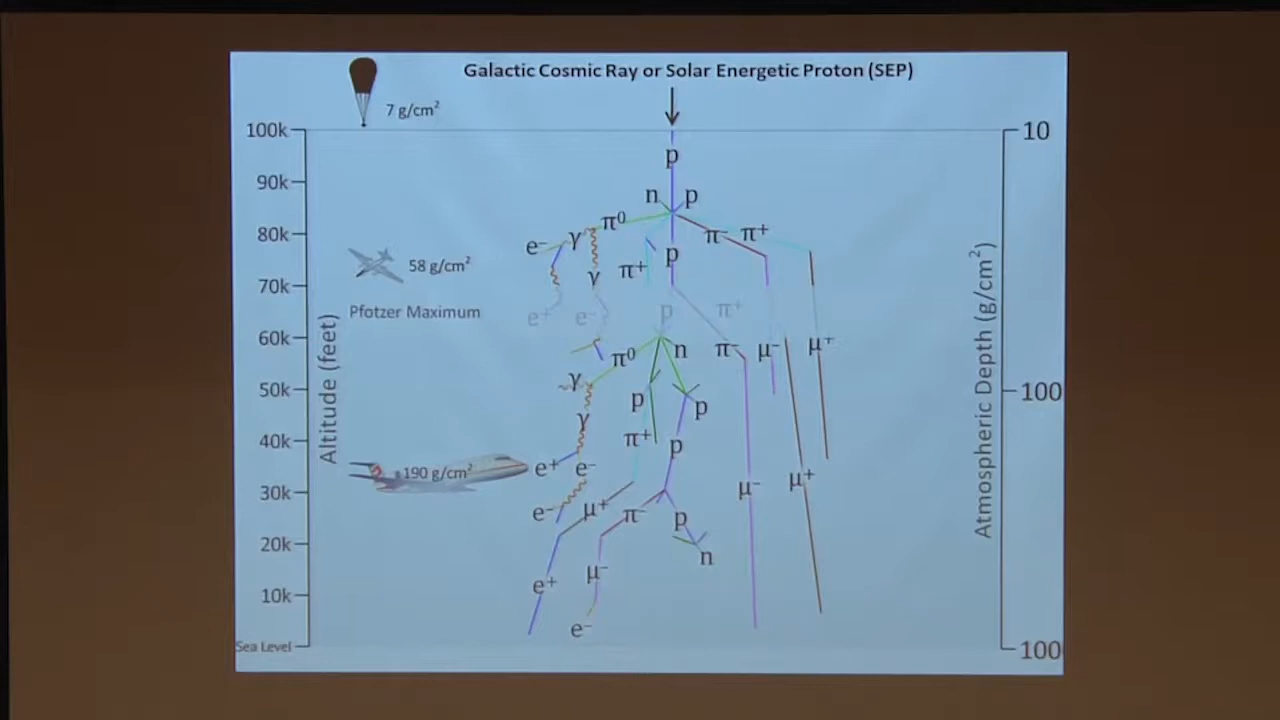 Galactic Cosmic Ray or Solar Energetic Proton (SEP)
7 g/cm²
100k
10
p
90k
n p
π⁰
80k
e⁻ γ π⁻ π⁺
p
58 g/cm²
γ π⁺
70k
Pfotzer Maximum
e⁺ e⁻ p π⁺
60k
π⁰ n π⁻ μ⁻ μ⁺
50k
γ
100
p p
γ
40k
π⁺ p
190 g/cm²
e⁺ e⁻
μ⁻ μ⁺
30k
e⁻ μ⁺ π⁻ p
20k
n
e⁺ μ⁻
10k
e⁻
Sea Level
100
Altitude (feet)
Atmospheric Depth (g/cm²)